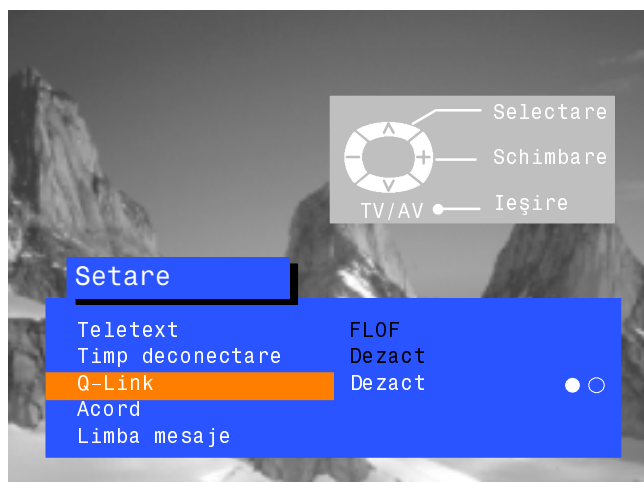 Selectare
Schimbare
TV/AV Ieşire
Setare
Teletext FLOF
Timp deconectare Dezact
Q-Link Dezact
Acord
Limba mesaje